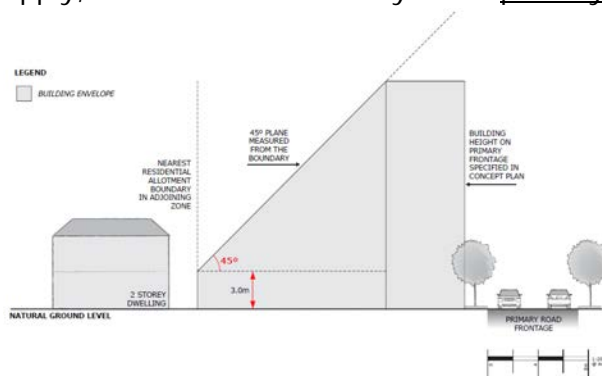 LEGEND
BUILDING ENVELOPE
45º PLANE
MEASURED
FROM THE
BOUNDARY
NEAREST
RESIDENTIAL
ALLOTMENT
BOUNDARY
IN ADJOINING
ZONE
BUILDING
HEIGHT ON
PRIMARY
FRONTAGE
SPECIFIED IN
CONCEPT PLAN
45º
3.0m
2 STOREY
DWELLING
NATURAL GROUND LEVEL
PRIMARY ROAD
FRONTAGE